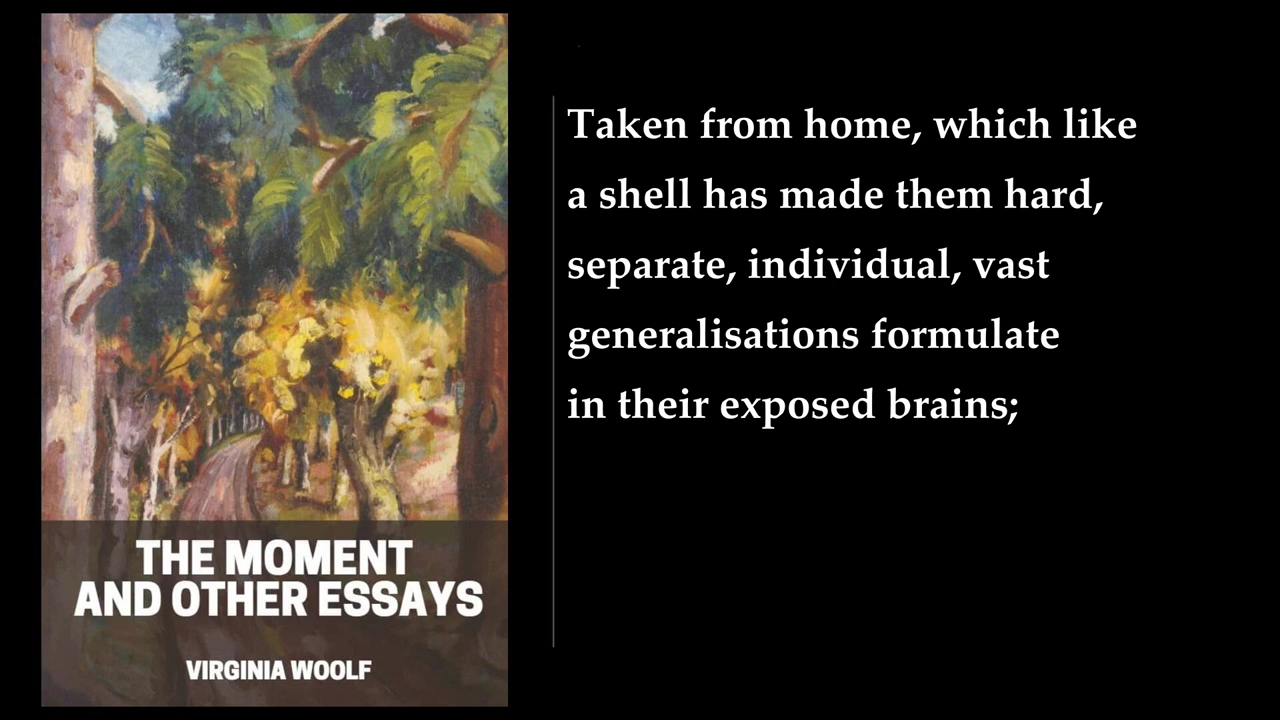 THE MOMENT
AND OTHER ESSAYS
VIRGINIA WOOLF
Taken from home, which like
a shell has made them hard,
separate, individual, vast
generalisations formulate
in their exposed brains;